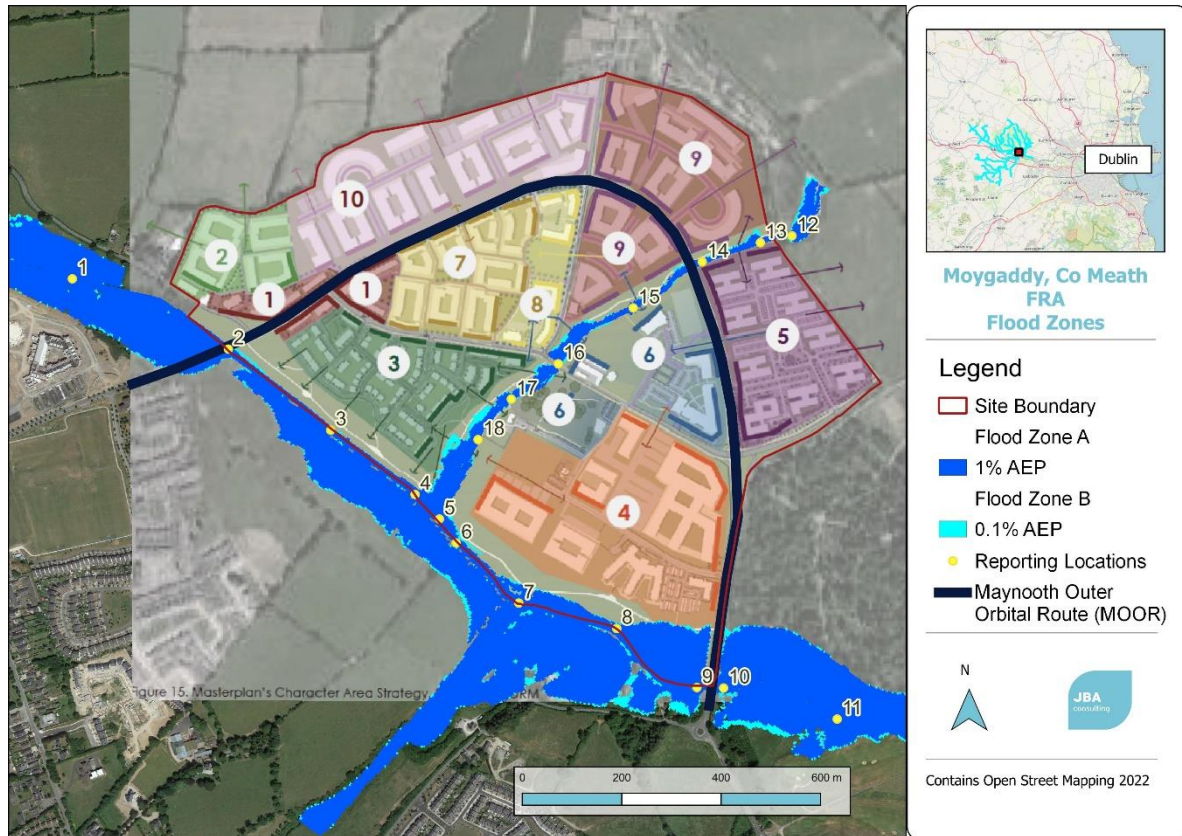 1
2
3
4
5
6
7
8
9
10
11
12
13
14
15
16
17
18
10
9
9
2
1
1
7
8
3
6
6
5
4
Figure 15. Masterplan's Character Area Strategy
RM
0 200 400 600 m
Dublin
Moygaddy, Co Meath
FRA
Flood Zones
Legend
Site Boundary
Flood Zone A
1% AEP
Flood Zone B
0.1% AEP
Reporting Locations
Maynooth Outer
Orbital Route (MOOR)
N
JBA
consulting
Contains Open Street Mapping 2022